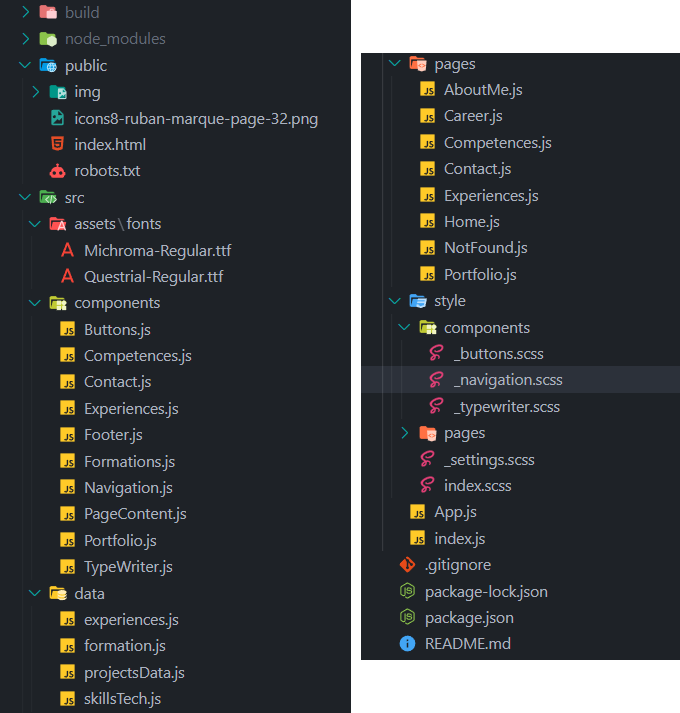 build
node_modules
public
img
icons8-ruban-marque-page-32.png
index.html
robots.txt
src
assets\fonts
Michroma-Regular.ttf
Questrial-Regular.ttf
components
Buttons.js
Competences.js
Contact.js
Experiences.js
Footer.js
Formations.js
Navigation.js
PageContent.js
Portfolio.js
TypeWriter.js
data
experiences.js
formation.js
projectsData.js
skillsTech.js
pages
AboutMe.js
Career.js
Competences.js
Contact.js
Experiences.js
Home.js
NotFound.js
Portfolio.js
style
components
_buttons.scss
_navigation.scss
_typewriter.scss
pages
_settings.scss
index.scss
App.js
index.js
.gitignore
package-lock.json
package.json
README.md